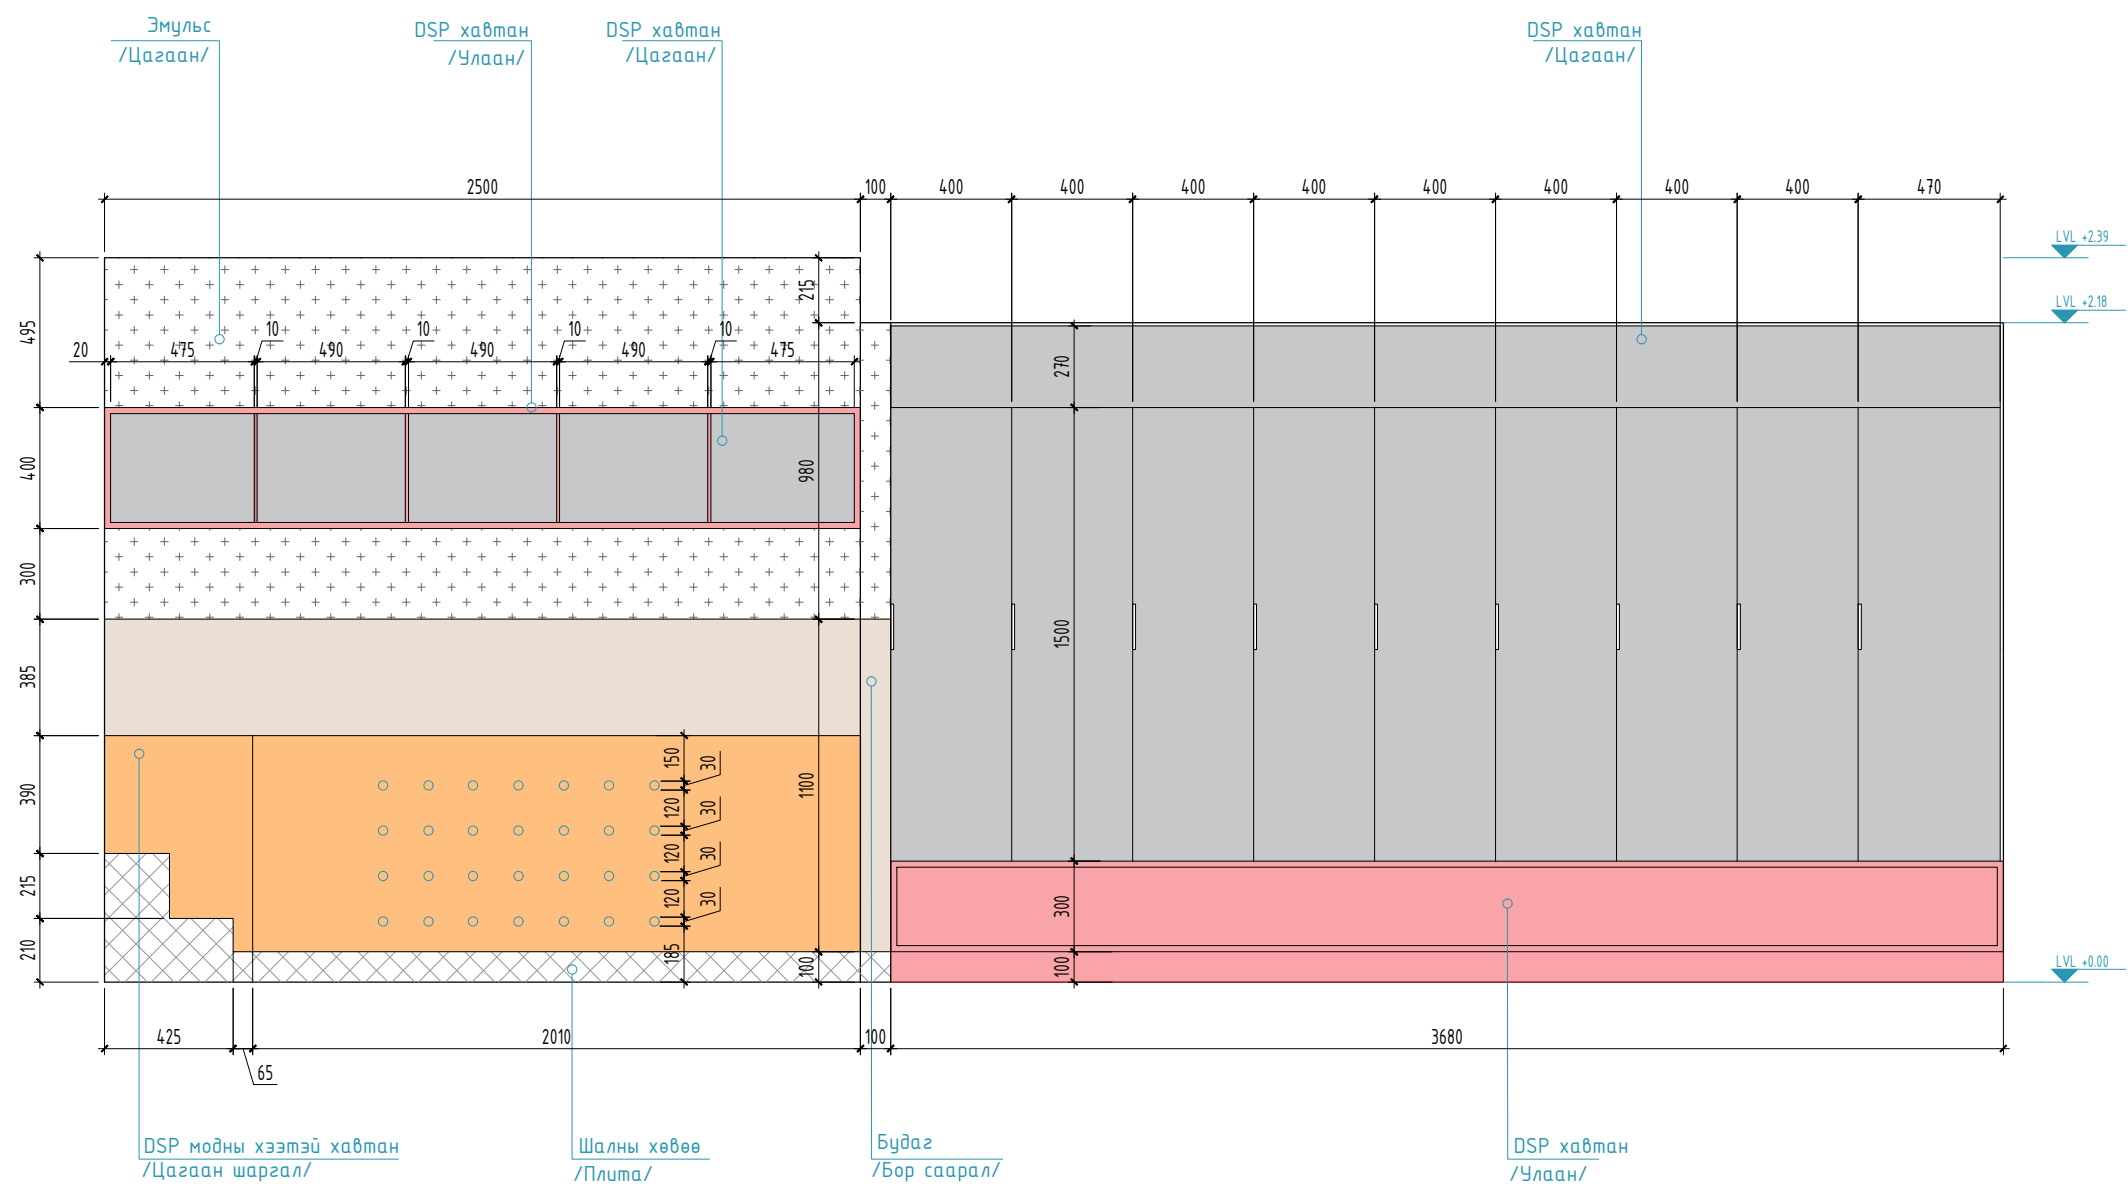 Эмульс
/Цагаан/
DSP хавтан
/Улаан/
DSP хавтан
/Цагаан/
DSP хавтан
/Цагаан/
2500
100
400
400
400
400
400
400
400
400
470
LVL +2.39
LVL +2.18
LVL +0.00
495
400
300
385
390
215
210
20
475
10
490
10
490
10
490
10
475
215
980
1100
100
270
1500
300
100
150
30
120
30
120
30
120
30
185
425
65
2010
100
3680
DSP модны хээтэй хавтан
/Цагаан шаргал/
Шалны хөвөө
/Плита/
Будаг
/Бор саарал/
DSP хавтан
/Улаан/